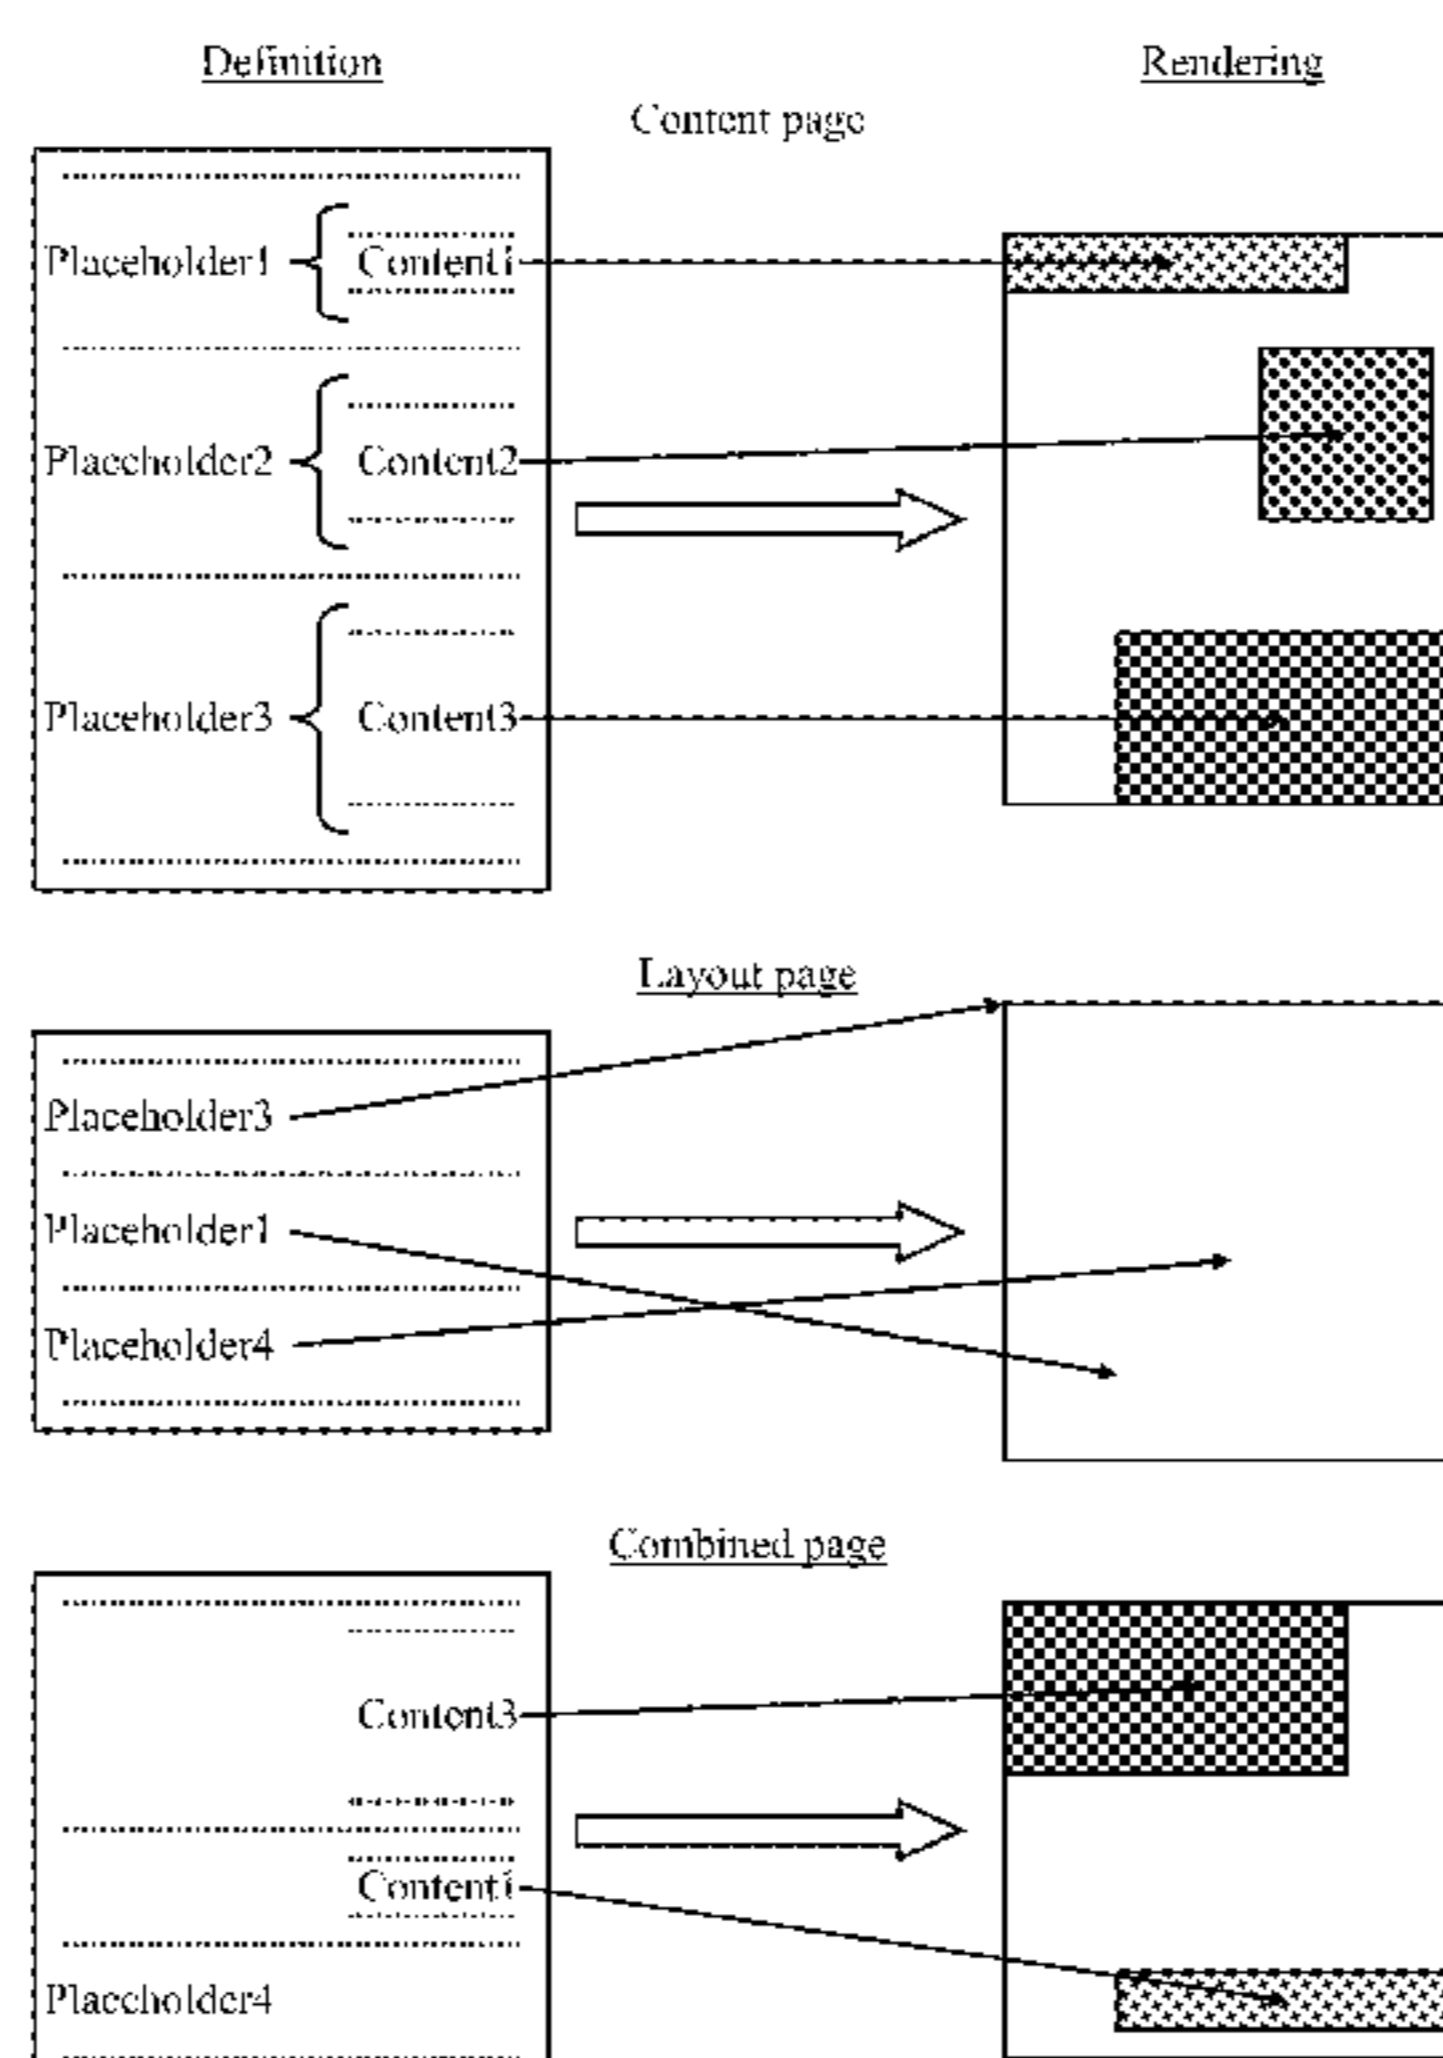 Definition
Rendering
Content page
Placeholder1
Content1
Placeholder2
Content2
Placeholder3
Content3
Layout page
Placeholder3
Placeholder1
Placeholder4
Combined page
Content3
Content1
Placeholder4